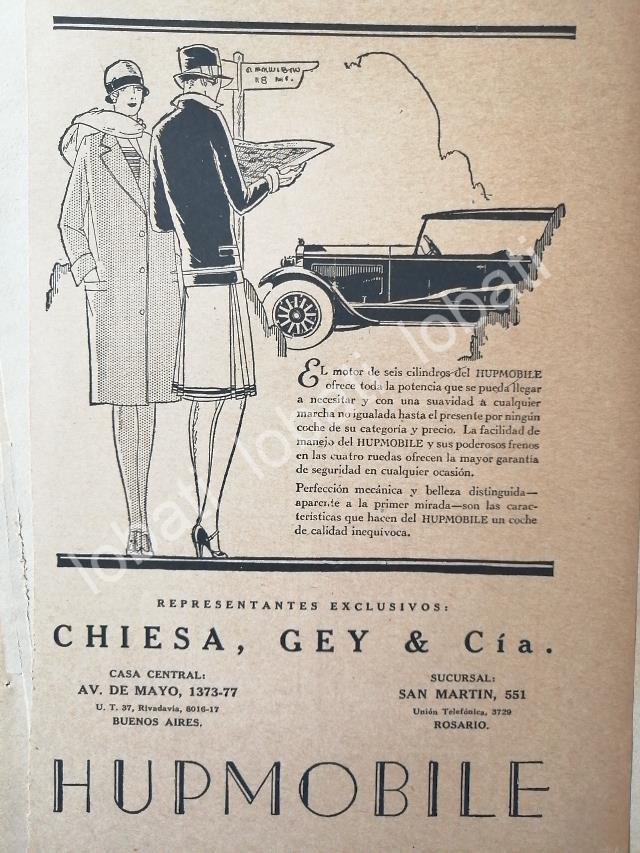 18
EL motor de seis cilindros del HUPMOBILE
ofrece toda la potencia que se pueda llegar
a necesitar y con una suavidad a cualquier
marcha no igualada hasta el presente por ningún
coche de su categoría y precio. La facilidad de
manejo del HUPMOBILE y sus poderosos frenos
en las cuatro ruedas ofrecen la mayor garantía
de seguridad en cualquier ocasión.
Perfección mecánica y belleza distinguida—
aparente a la primer mirada—son las carac-
terísticas que hacen del HUPMOBILE un coche
de calidad inequívoca.
REPRESENTANTES EXCLUSIVOS:
CHIESA, GEY & Cía.
CASA CENTRAL:
AV. DE MAYO, 1373-77
U. T. 37, Rivadavia, 8016-17
BUENOS AIRES.
SUCURSAL:
SAN MARTIN, 551
Unión Telefónica, 3729
ROSARIO.
HUPMOBILE
lobati lobati lobati lobati